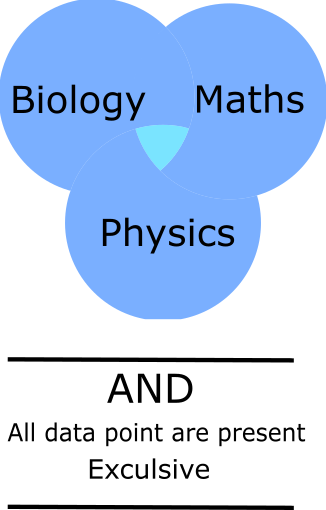 Biology Maths
Physics
AND
All data point are present
Exculsive